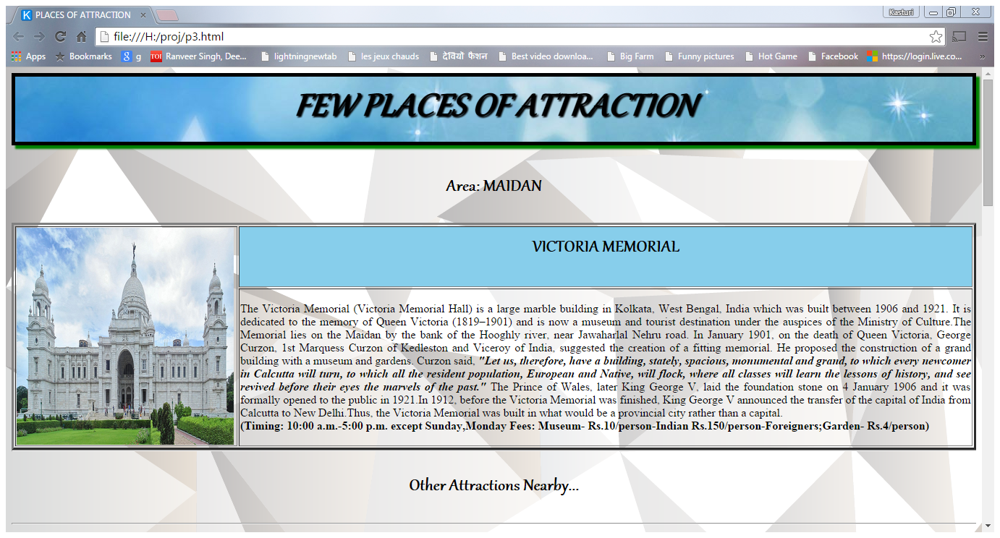 PLACES OF ATTRACTION
Kasturi
file:///H:/proj/p3.html
Apps Bookmarks g TOI Ranveer Singh, Dee... lightningnewtab les jeux chauds देवियों फैशन Best video downloa... Big Farm Funny pictures Hot Game Facebook https://login.live.co... »
FEW PLACES OF ATTRACTION
Area: MAIDAN
VICTORIA MEMORIAL
The Victoria Memorial (Victoria Memorial Hall) is a large marble building in Kolkata, West Bengal, India which was built between 1906 and 1921. It is
dedicated to the memory of Queen Victoria (1819–1901) and is now a museum and tourist destination under the auspices of the Ministry of Culture.The
Memorial lies on the Maidan by the bank of the Hooghly river, near Jawaharlal Nehru road. In January 1901, on the death of Queen Victoria, George
Curzon, 1st Marquess Curzon of Kedleston and Viceroy of India, suggested the creation of a fitting memorial. He proposed the construction of a grand
building with a museum and gardens. Curzon said, "Let us, therefore, have a building, stately, spacious, monumental and grand, to which every newcomer
in Calcutta will turn, to which all the resident population, European and Native, will flock, where all classes will learn the lessons of history, and see
revived before their eyes the marvels of the past." The Prince of Wales, later King George V, laid the foundation stone on 4 January 1906 and it was
formally opened to the public in 1921.In 1912, before the Victoria Memorial was finished, King George V announced the transfer of the capital of India from
Calcutta to New Delhi.Thus, the Victoria Memorial was built in what would be a provincial city rather than a capital.
(Timing: 10:00 a.m.-5:00 p.m. except Sunday,Monday Fees: Museum- Rs.10/person-Indian Rs.150/person-Foreigners;Garden- Rs.4/person)
Other Attractions Nearby...